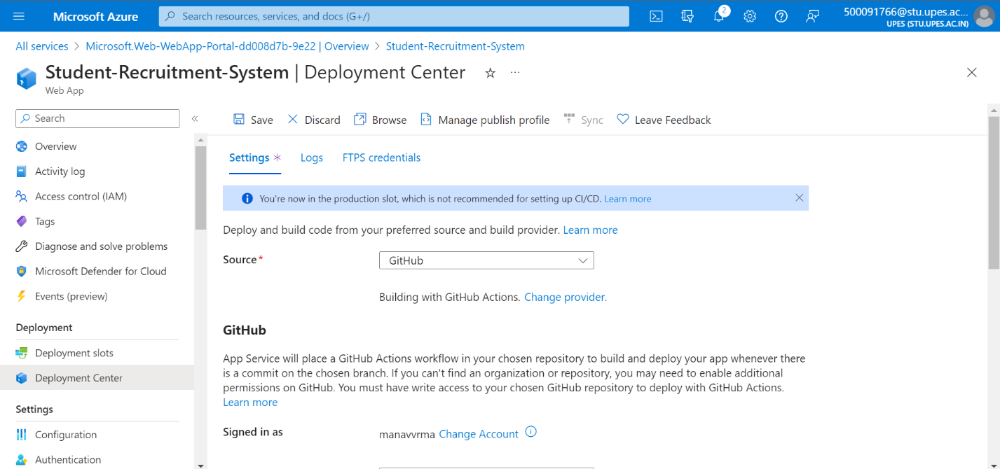 Microsoft Azure
Search resources, services, and docs (G+/)
2
500091766@stu.upes.ac...
UPES (STU.UPES.AC.IN)
All services > Microsoft.Web-WebApp-Portal-dd008d7b-9e22 | Overview > Student-Recruitment-System
Student-Recruitment-System | Deployment Center
Web App
Search
Overview
Activity log
Access control (IAM)
Tags
Diagnose and solve problems
Microsoft Defender for Cloud
Events (preview)
Deployment
Deployment slots
Deployment Center
Settings
Configuration
Authentication
Save Discard Browse Manage publish profile Sync Leave Feedback
Settings * Logs FTPS credentials
You're now in the production slot, which is not recommended for setting up CI/CD. Learn more
Deploy and build code from your preferred source and build provider. Learn more
Source* GitHub
Building with GitHub Actions. Change provider.
GitHub
App Service will place a GitHub Actions workflow in your chosen repository to build and deploy your app whenever there
is a commit on the chosen branch. If you can't find an organization or repository, you may need to enable additional
permissions on GitHub. You must have write access to your chosen GitHub repository to deploy with GitHub Actions.
Learn more
Signed in as manavvrma Change Account